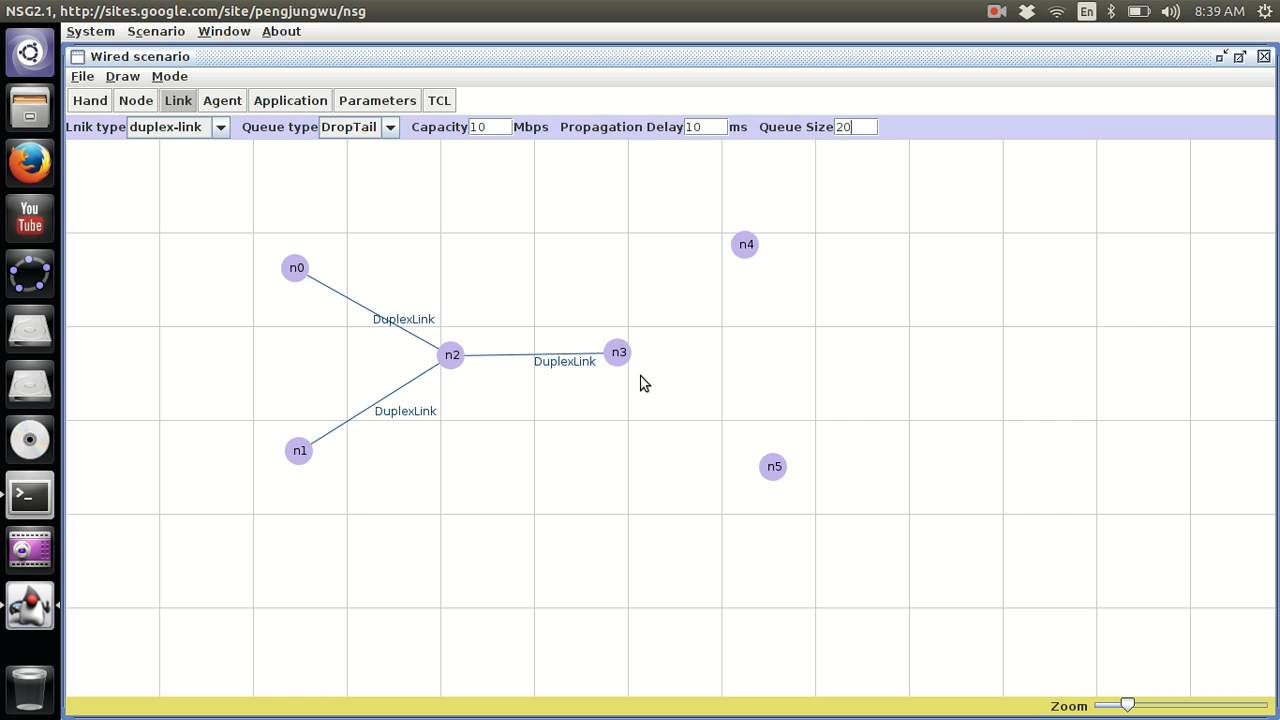 NSG2.1, http://sites.google.com/site/pengjungwu/nsg En 8:39 AM
System Scenario Window About
Wired scenario
File Draw Mode
Hand Node Link Agent Application Parameters TCL
Lnik type duplex-link Queue type DropTail Capacity 10 Mbps Propagation Delay 10 ms Queue Size 20
You
Tube
n4
n0
DuplexLink
n2
n3
DuplexLink
DuplexLink
n1
n5
Zoom